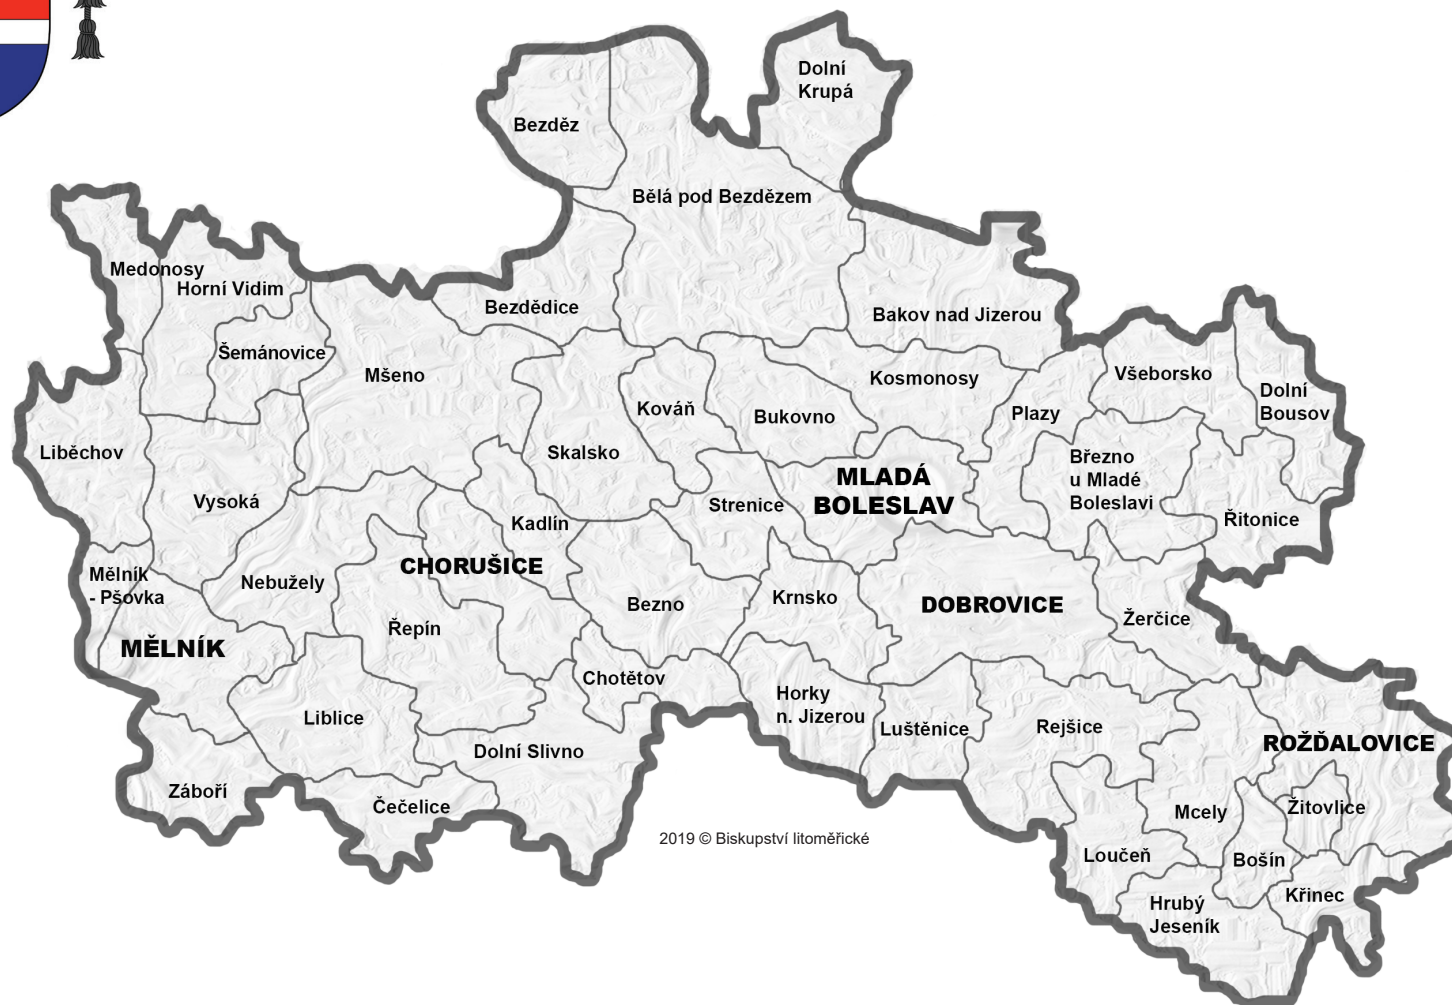 Dolní
Krupá
Bezděz
Bělá pod Bezdězem
Medonosy
Horní Vidim
Bezdědice
Bakov nad Jizerou
Šemánovice
Mšeno
Kosmonosy
Všeborsko
Dolní
Bousov
Kováň
Bukovno
Plazy
Liběchov
Skalsko
Březno
u Mladé
Boleslavi
MLADÁ
BOLESLAV
Vysoká
Strenice
Řitonice
Kadlín
CHORUŠICE
Mělník
- Pšovka
Nebužely
Bezno
Krnsko
DOBROVICE
Žerčice
Řepín
MĚLNÍK
Chotětov
Horky
n. Jizerou
Liblice
Luštěnice
Rejšice
ROŽĎALOVICE
Dolní Slivno
Záboří
Čečelice
Mcely
Žitovlice
2019 © Biskupství litoměřické
Loučeň
Bošín
Křinec
Hrubý
Jeseník